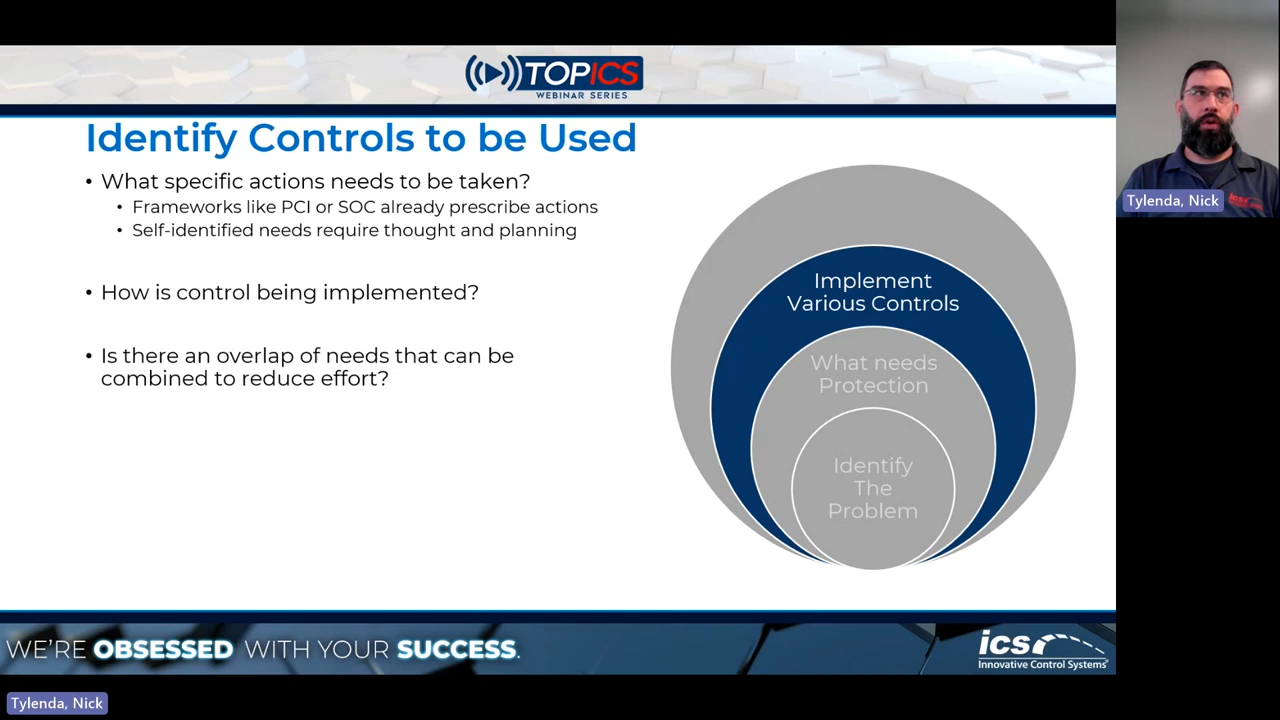 TOPICS
WEBINAR SERIES
Identify Controls to be Used
• What specific actions needs to be taken?
• Frameworks like PCI or SOC already prescribe actions
• Self-identified needs require thought and planning
• How is control being implemented?
• Is there an overlap of needs that can be
combined to reduce effort?
Implement
Various Controls
What needs
Protection
Identify
The
Problem
WE'RE OBSESSED WITH YOUR SUCCESS.
ics
Innovative Control Systems®
Tylenda, Nick
ics
Tylenda, Nick